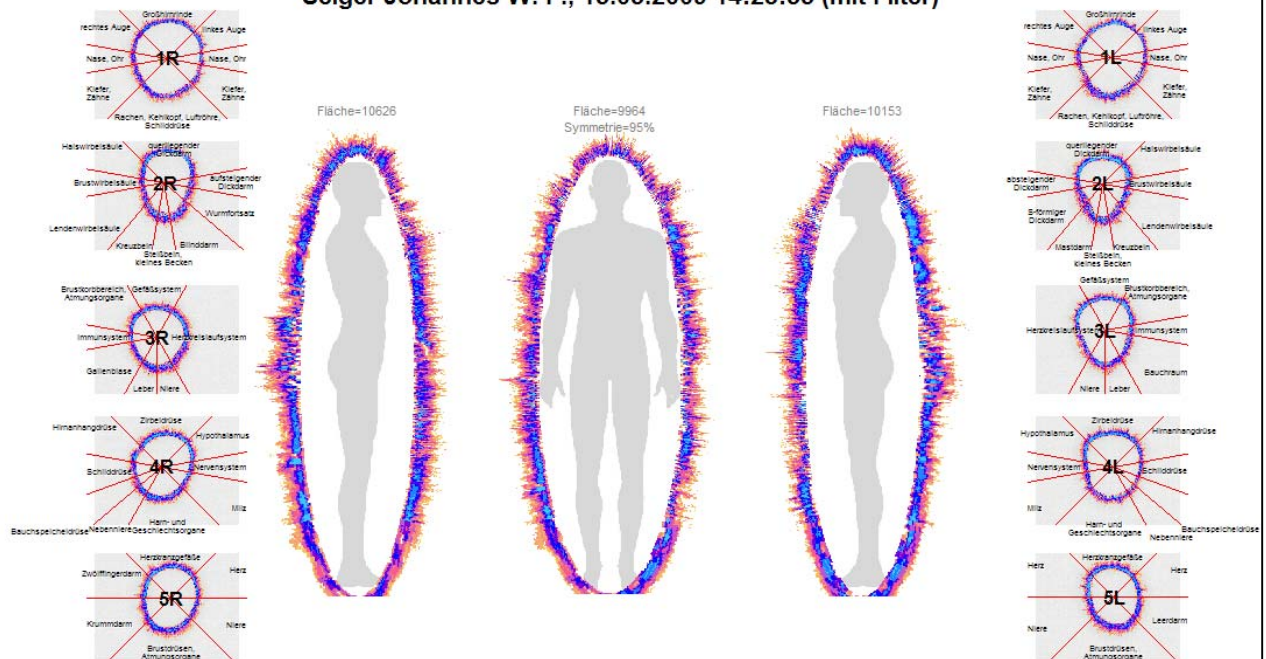 (mit Filter)
Großhirnrinde
rechtes Auge
linkes Auge
Nase, Ohr
1R
Nase, Ohr
Kiefer,
Zähne
Kiefer,
Zähne
Rachen, Kehlkopf, Luftröhre,
Schilddrüse
Halswirbelsäule
querliegender
Dickdarm
Brustwirbelsäule
2R
aufsteigender
Dickdarm
Wurmfortsatz
Lendenwirbelsäule
Kreuzbein
Blinddarm
Steißbein,
kleines Becken
Brustkorbbereich,
Atmungsorgane
Gefäßsystem
Immunsystem
3R
Herzkreislaufsystem
Gallenblase
Leber
Niere
Zirbeldrüse
Hirnanhangdrüse
Hypothalamus
Schilddrüse
4R
Nervensystem
Milz
Bauchspeicheldrüse
Nebenniere
Harn- und
Geschlechtsorgane
Herzkranzgefäße
Zwölffingerdarm
Herz
5R
Krummdarm
Niere
Brustdrüsen,
Atmungsorgane
Fläche=10626
Fläche=9964
Symmetrie=95%
Fläche=10153
Großhirnrinde
rechtes Auge
linkes Auge
Nase, Ohr
1L
Nase, Ohr
Kiefer,
Zähne
Kiefer,
Zähne
Rachen, Kehlkopf, Luftröhre,
Schilddrüse
querliegender
Dickdarm
Halswirbelsäule
absteigender
Dickdarm
2L
Brustwirbelsäule
S-förmiger
Dickdarm
Lendenwirbelsäule
Mastdarm
Kreuzbein
Steißbein,
kleines Becken
Gefäßsystem
Brustkorbbereich,
Atmungsorgane
Herzkreislaufsystem
3L
Immunsystem
Bauchraum
Niere
Leber
Zirbeldrüse
Hypothalamus
Hirnanhangdrüse
Nervensystem
4L
Schilddrüse
Milz
Harn- und
Geschlechtsorgane
Bauchspeicheldrüse
Nebenniere
Herzkranzgefäße
Herz
Herz
5L
Niere
Leerdarm
Brustdrüsen,
Atmungsorgane